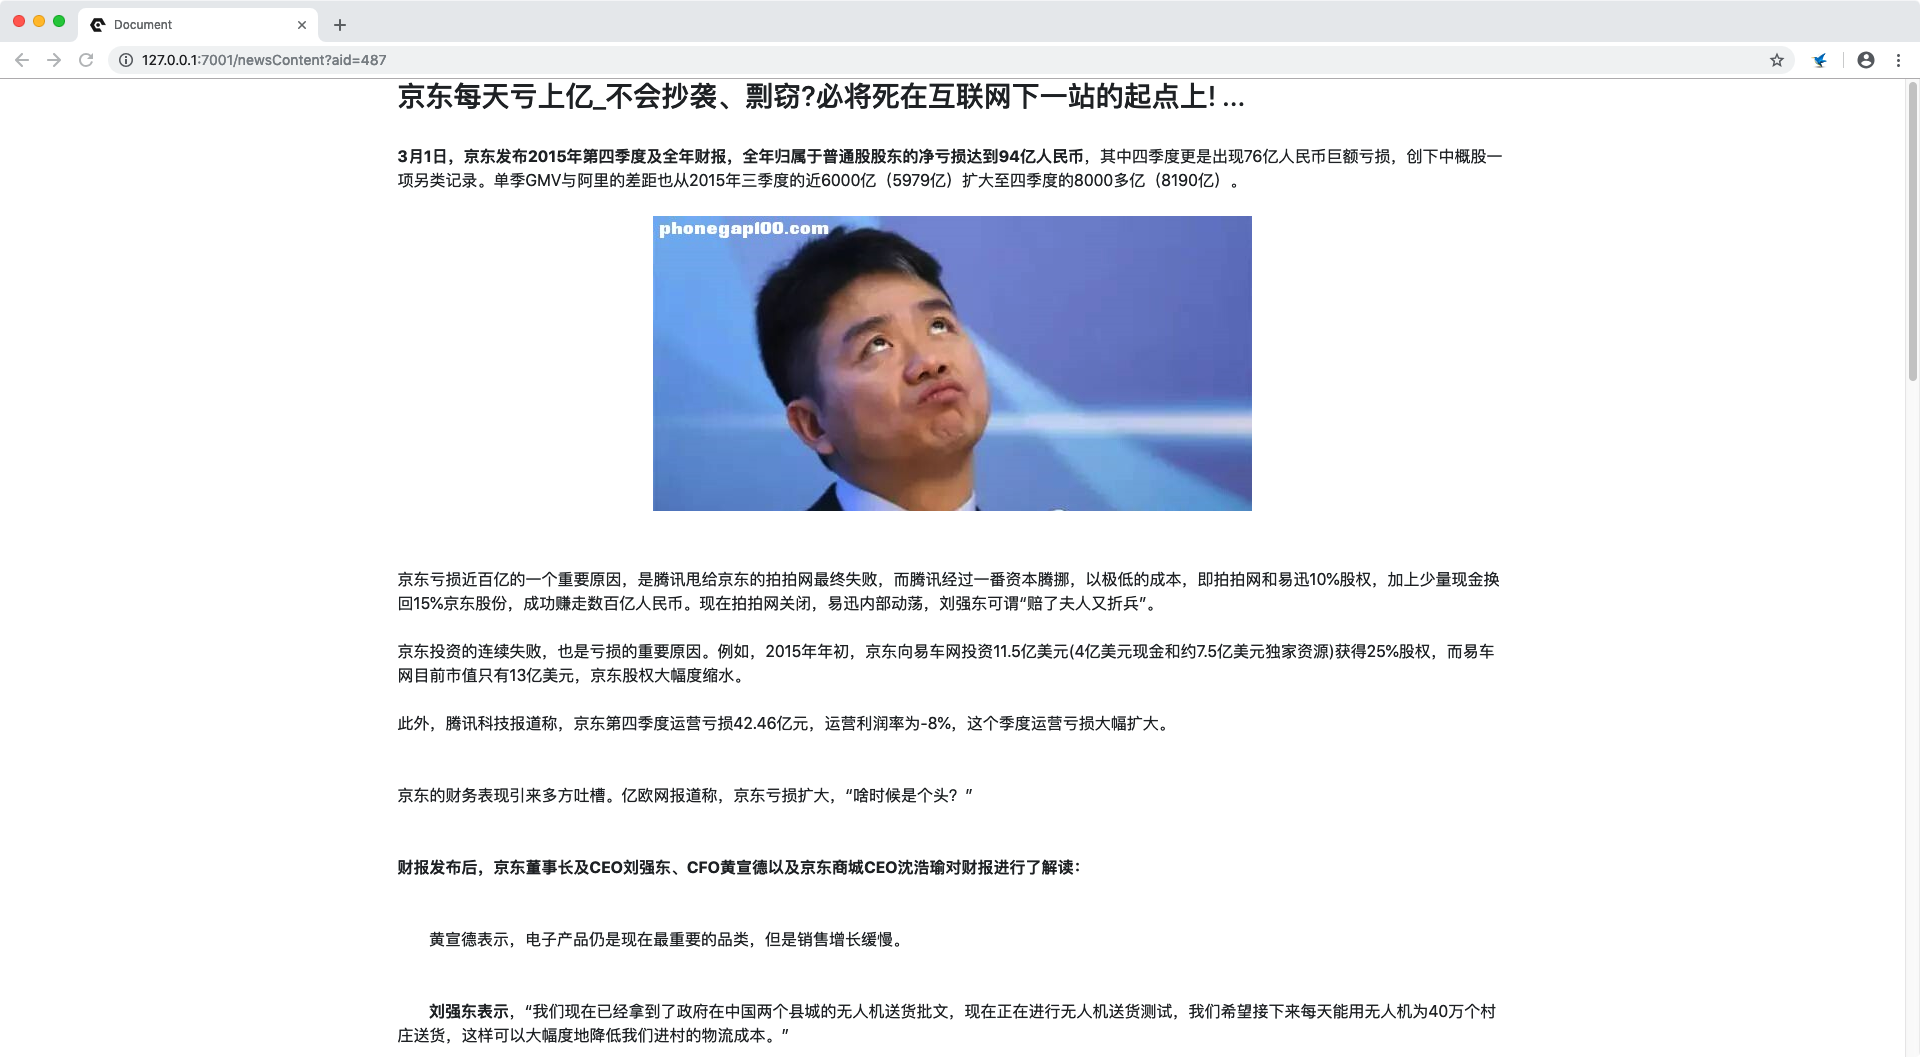 Document
127.0.0.1:7001/newsContent?aid=487
京东每天亏上亿_不会抄袭、剽窃?必将死在互联网下一站的起点上! ...
3月1日，京东发布2015年第四季度及全年财报，全年归属于普通股股东的净亏损达到94亿人民币，其中四季度更是出现76亿人民币巨额亏损，创下中概股一
项另类记录。单季GMV与阿里的差距也从2015年三季度的近6000亿（5979亿）扩大至四季度的8000多亿（8190亿）。
phonegap100.com
京东亏损近百亿的一个重要原因，是腾讯甩给京东的拍拍网最终失败，而腾讯经过一番资本腾挪，以极低的成本，即拍拍网和易迅10%股权，加上少量现金换
回15%京东股份，成功赚走数百亿人民币。现在拍拍网关闭，易迅内部动荡，刘强东可谓“赔了夫人又折兵”。
京东投资的连续失败，也是亏损的重要原因。例如，2015年年初，京东向易车网投资11.5亿美元(4亿美元现金和约7.5亿美元独家资源)获得25%股权，而易车
网目前市值只有13亿美元，京东股权大幅度缩水。
此外，腾讯科技报道称，京东第四季度运营亏损42.46亿元，运营利润率为-8%，这个季度运营亏损大幅扩大。
京东的财务表现引来多方吐槽。亿欧网报道称，京东亏损扩大，“啥时候是个头？”
财报发布后，京东董事长及CEO刘强东、CFO黄宣德以及京东商城CEO沈浩瑜对财报进行了解读：
黄宣德表示，电子产品仍是现在最重要的品类，但是销售增长缓慢。
刘强东表示，“我们现在已经拿到了政府在中国两个县城的无人机送货批文，现在正在进行无人机送货测试，我们希望接下来每天能用无人机为40万个村
庄送货，这样可以大幅度地降低我们进村的物流成本。”